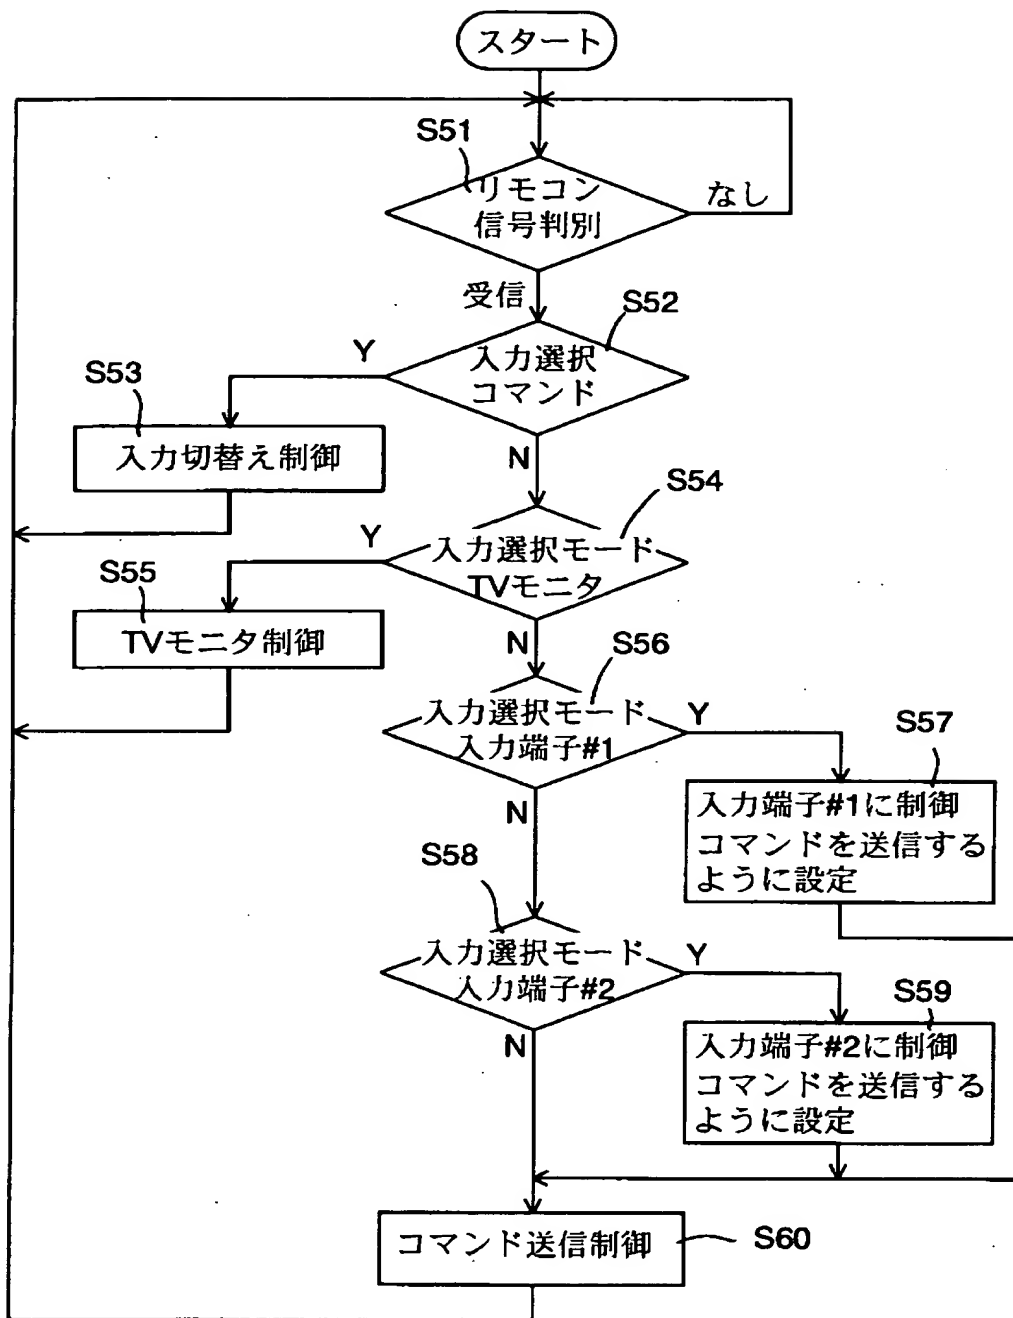 スタート
S51
リモコン
信号判別
なし
受信
S52
入力選択
コマンド
Y
S53
入力切替え制御
N
S54
入力選択モード
TVモニタ
Y
S55
TVモニタ制御
N
S56
入力選択モード
入力端子#1
Y
S57
入力端子#1に制御
コマンドを送信する
ように設定
N
S58
入力選択モード
入力端子#2
Y
S59
入力端子#2に制御
コマンドを送信する
ように設定
N
コマンド送信制御
S60